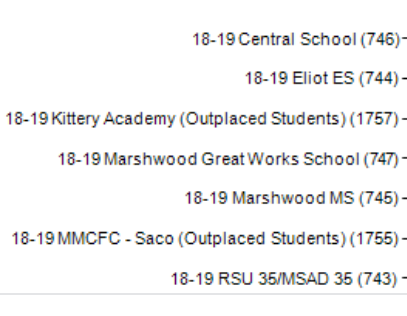 18-19 Central School (746)
18-19 Eliot ES (744)
18-19 Kittery Academy (Outplaced Students) (1757)
18-19 Marshwood Great Works School (747)
18-19 Marshwood MS (745)
18-19 MMCFC - Saco (Outplaced Students) (1755)
18-19 RSU 35/MSAD 35 (743)